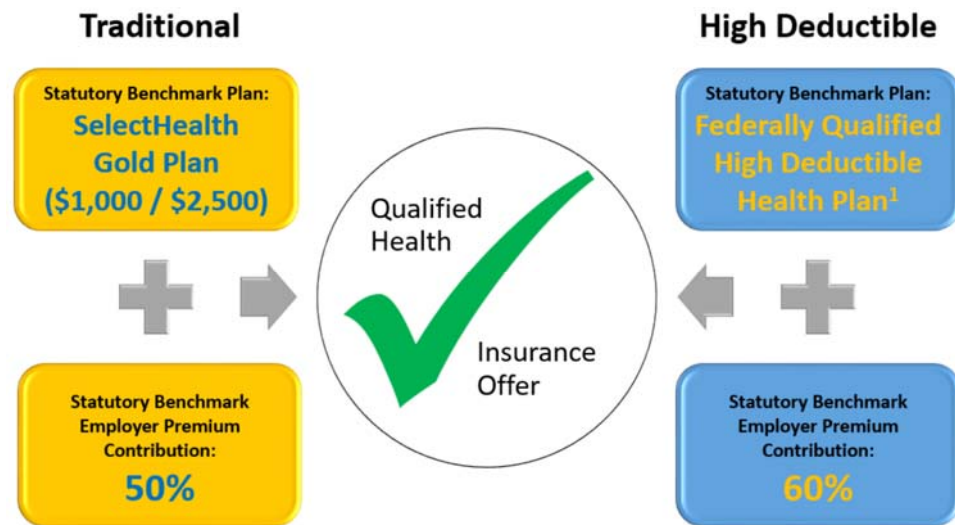 Traditional
Statutory Benchmark Plan:
SelectHealth
Gold Plan
($1,000 / $2,500)
Statutory Benchmark
Employer Premium
Contribution:
50%
Qualified
Health
Insurance
Offer
High Deductible
Statutory Benchmark Plan:
Federally Qualified
High Deductible
Health Plan¹
Statutory Benchmark
Employer Premium
Contribution:
60%